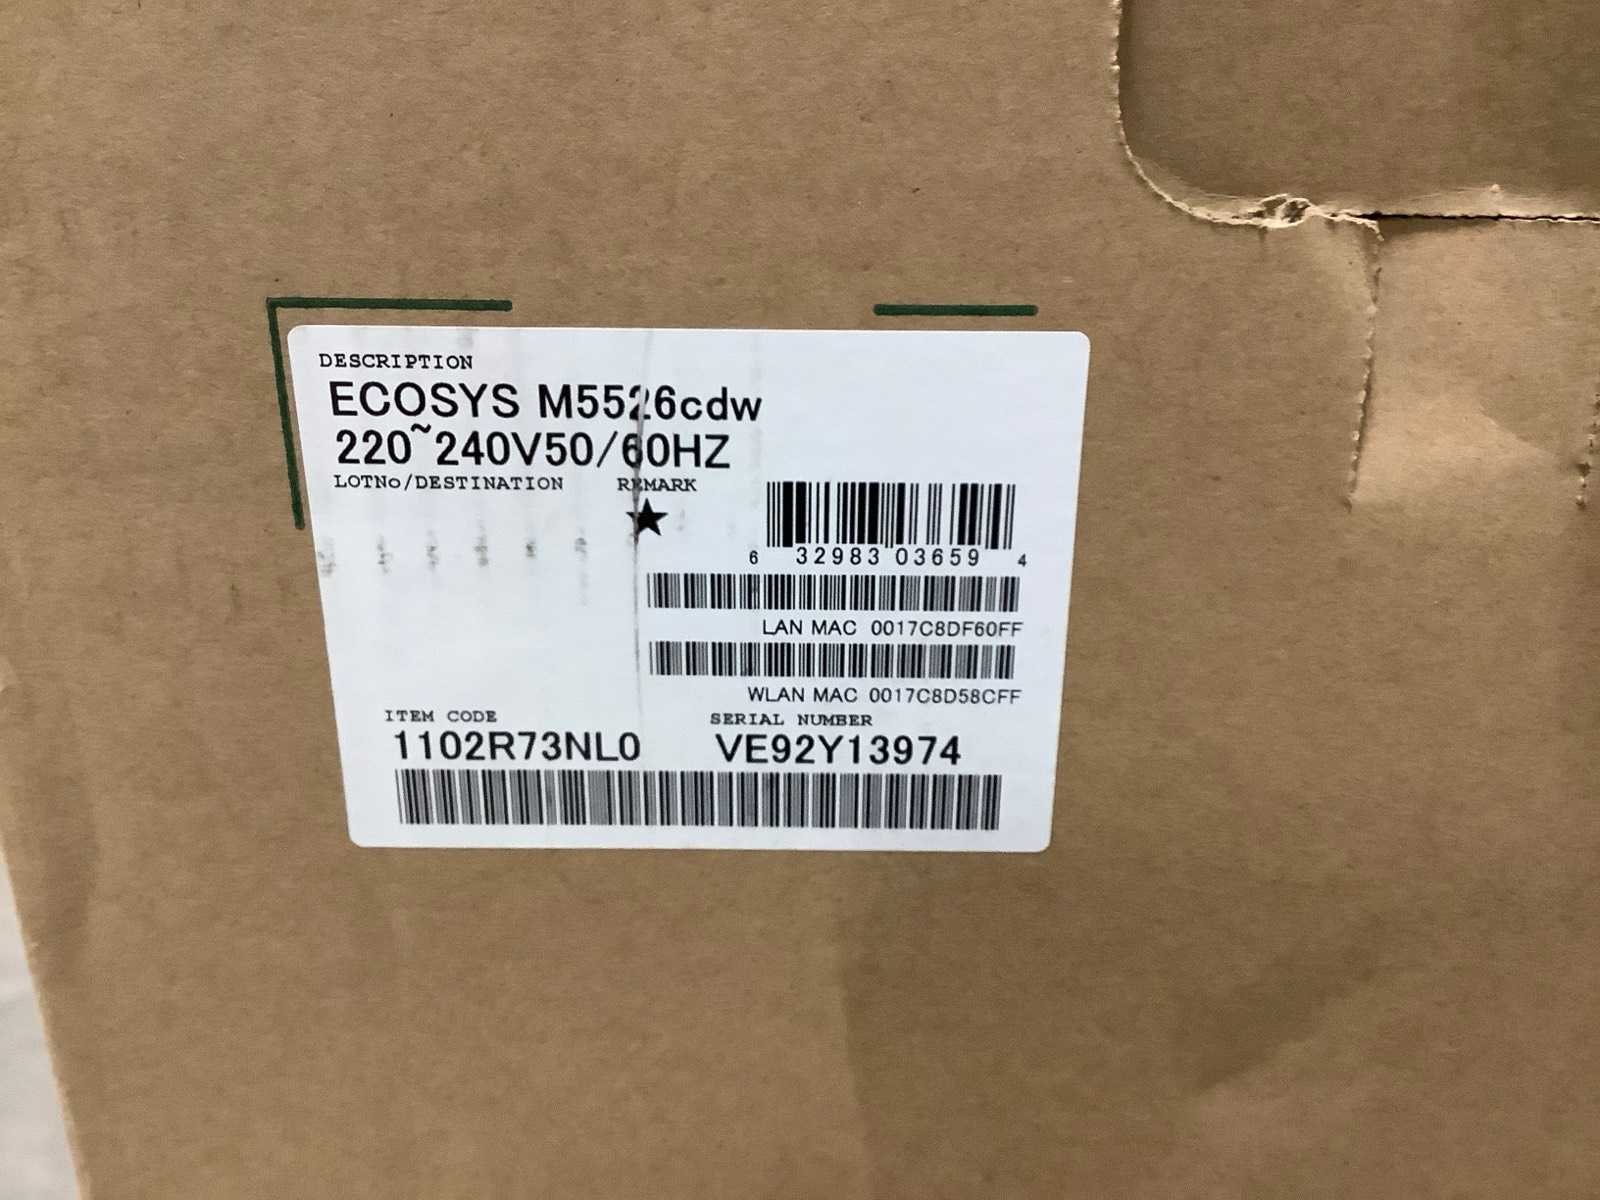 DESCRIPTION
ECOSYS M5526cdw
220~240V50/60HZ
LOTNo/DESTINATION REMARK
★
6 32983 03659 4
LAN MAC 0017C8DF60FF
WLAN MAC 0017C8D58CFF
ITEM CODE SERIAL NUMBER
1102R73NL0 VE92Y13974